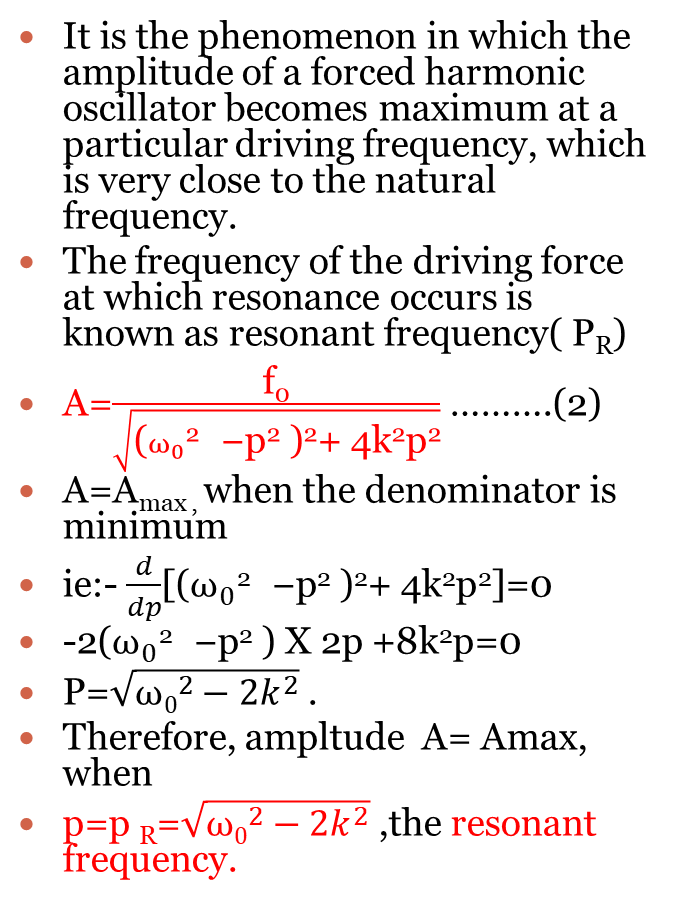 • It is the phenomenon in which the
amplitude of a forced harmonic
oscillator becomes maximum at a
particular driving frequency, which
is very close to the natural
frequency.
• The frequency of the driving force
at which resonance occurs is
known as resonant frequency( P_R)
• A=f₀/√((ω₀² −p² )²+ 4k²p²) ……….(2)
• A=A_max , when the denominator is
minimum
• ie:- d/dp[(ω₀² −p² )²+ 4k²p²]=0
• -2(ω₀² −p² ) X 2p +8k²p=0
• P=√(ω₀² − 2k²) .
• Therefore, ampltude A= Amax,
when
• p=p _R=√(ω₀² − 2k²) ,the resonant
frequency.